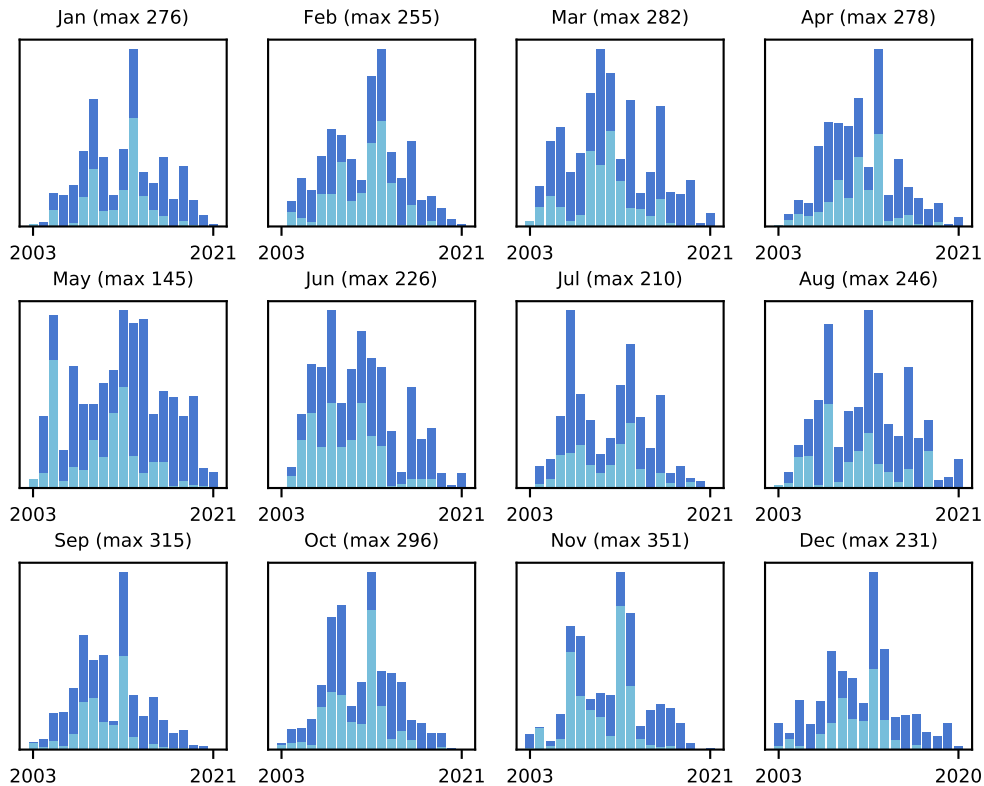 Jan (max 276) Feb (max 255) Mar (max 282) Apr (max 278)
2003 2021 2003 2021 2003 2021 2003 2021
May (max 145) Jun (max 226) Jul (max 210) Aug (max 246)
2003 2021 2003 2021 2003 2021 2003 2021
Sep (max 315) Oct (max 296) Nov (max 351) Dec (max 231)
2003 2021 2003 2021 2003 2021 2003 2020